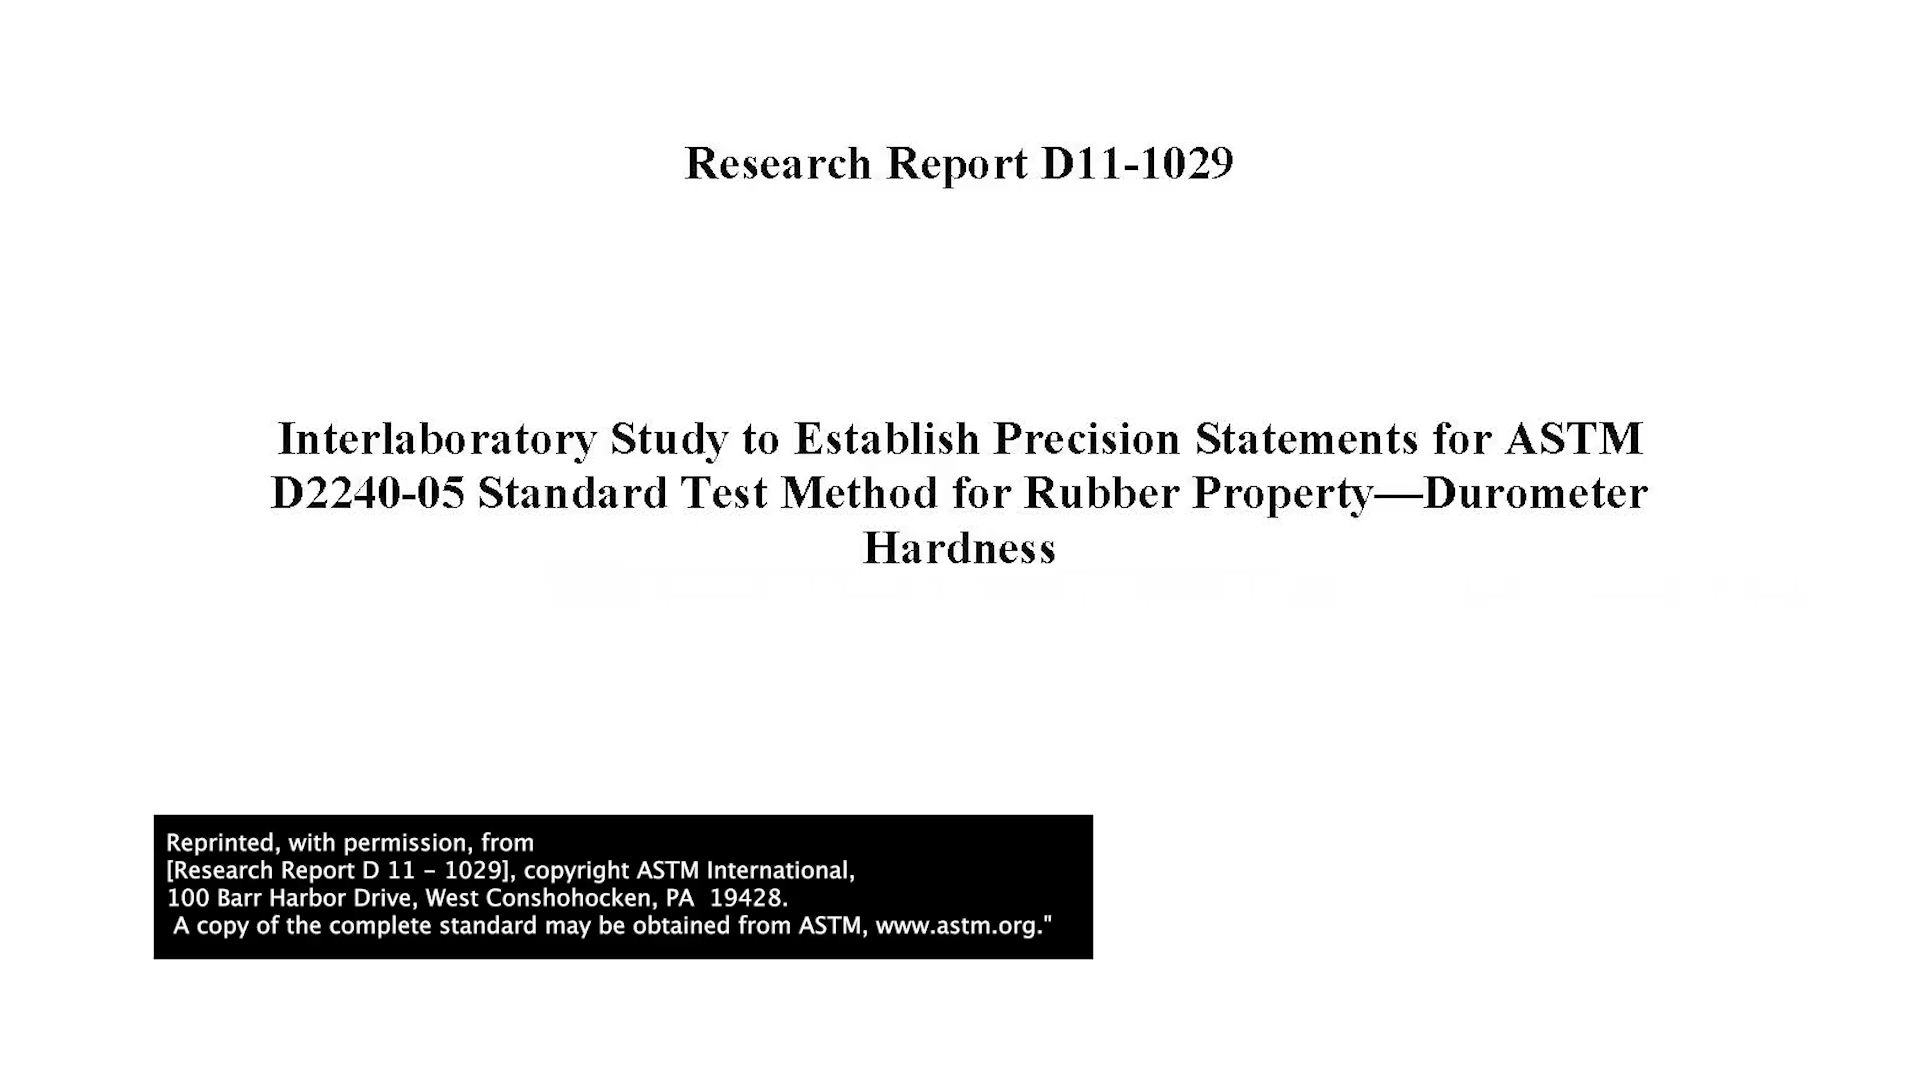 Research Report D11-1029
Interlaboratory Study to Establish Precision Statements for ASTM
D2240-05 Standard Test Method for Rubber Property—Durometer
Hardness
Reprinted, with permission, from
[Research Report D 11 – 1029], copyright ASTM International,
100 Barr Harbor Drive, West Conshohocken, PA  19428.
A copy of the complete standard may be obtained from ASTM, www.astm.org."